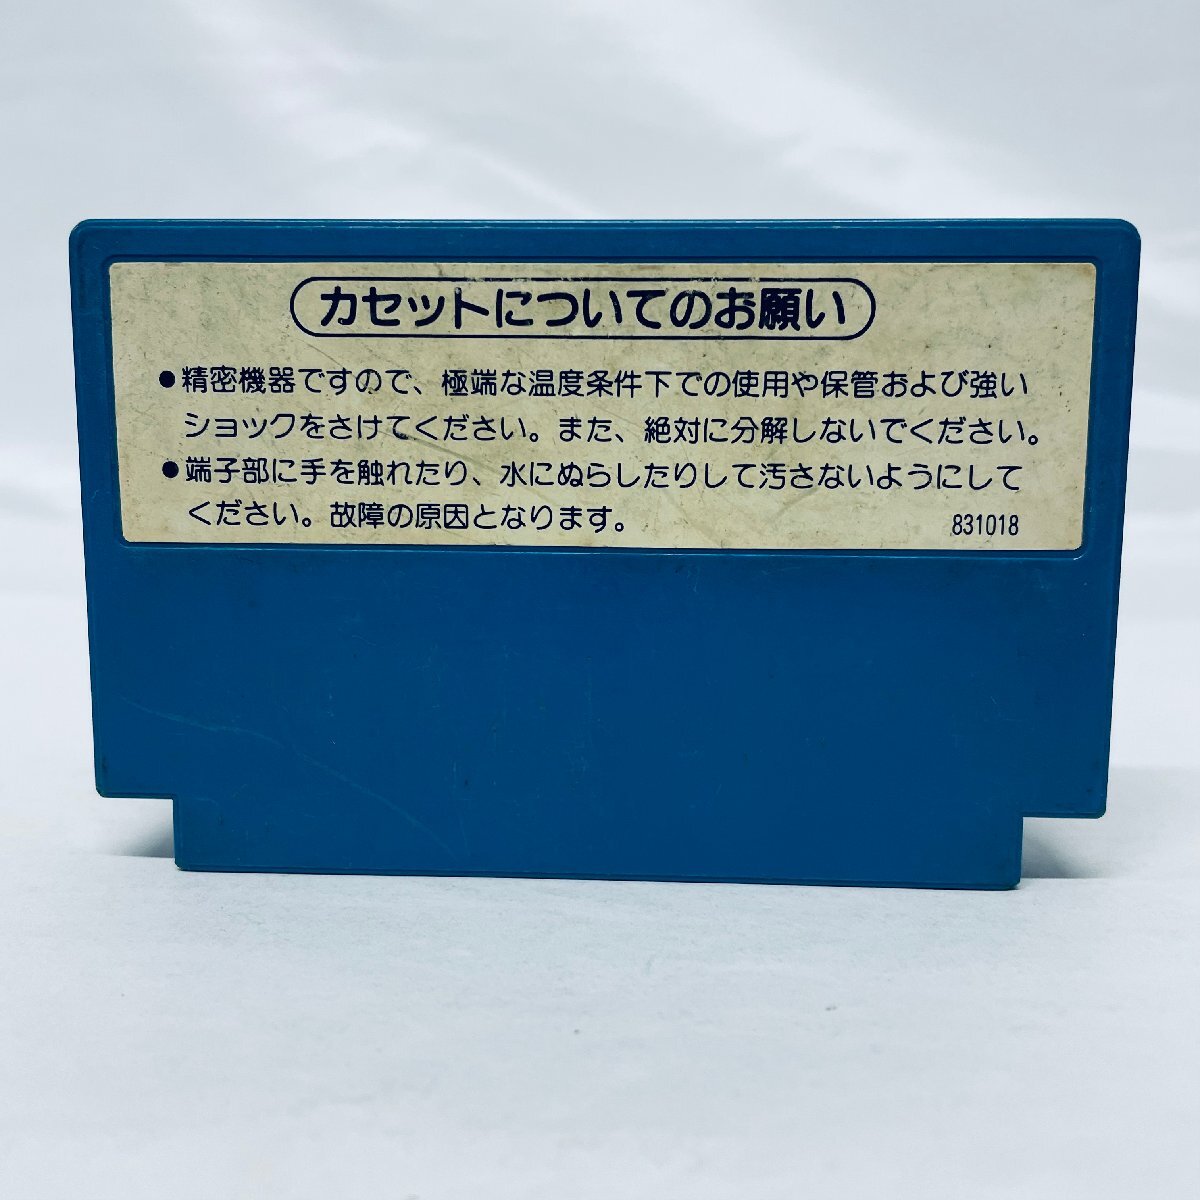 カセットについてのお願い
●精密機器ですので、極端な温度条件下での使用や保管および強い
ショックをさけてください。また、絶対に分解しないでください。
●端子部に手を触れたり、水にぬらしたりして汚さないようにして
ください。故障の原因となります。
831018